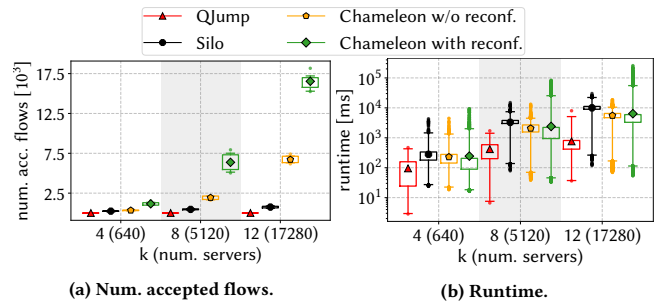 QJump
Chameleon w/o reconf.
Silo
Chameleon with reconf.
num. acc. flows [10³]
17.5
12.5
7.5
2.5
4 (640)
8 (5120)
12 (17280)
k (num. servers)
(a) Num. accepted flows.
runtime [ms]
10⁵
10⁴
10³
10²
10¹
4 (640)
8 (5120)
12 (17280)
k (num. servers)
(b) Runtime.